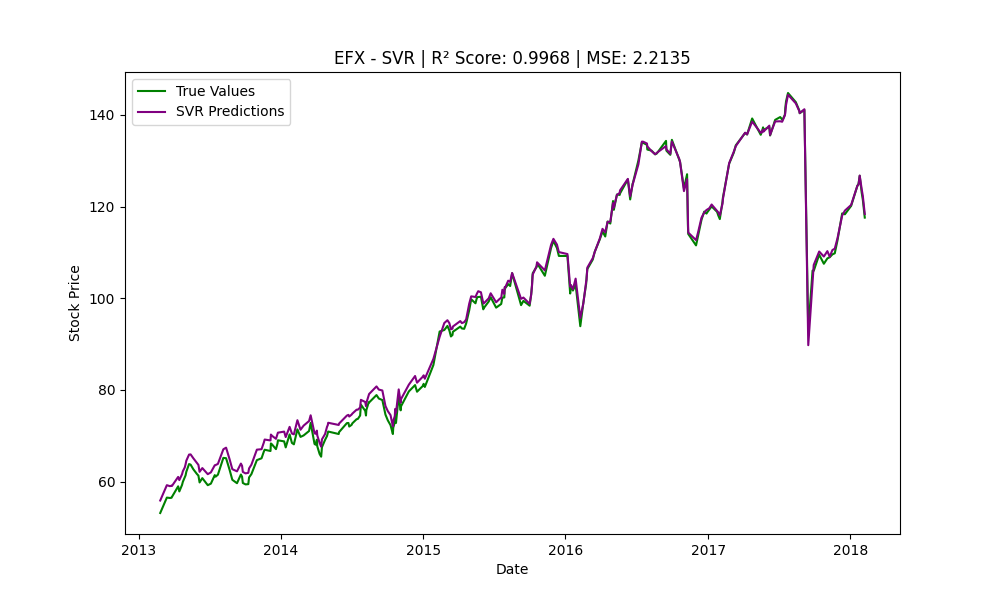 EFX - SVR | R² Score: 0.9968 | MSE: 2.2135
True Values
SVR Predictions
Stock Price
140
120
100
80
60
2013 2014 2015 2016 2017 2018
Date